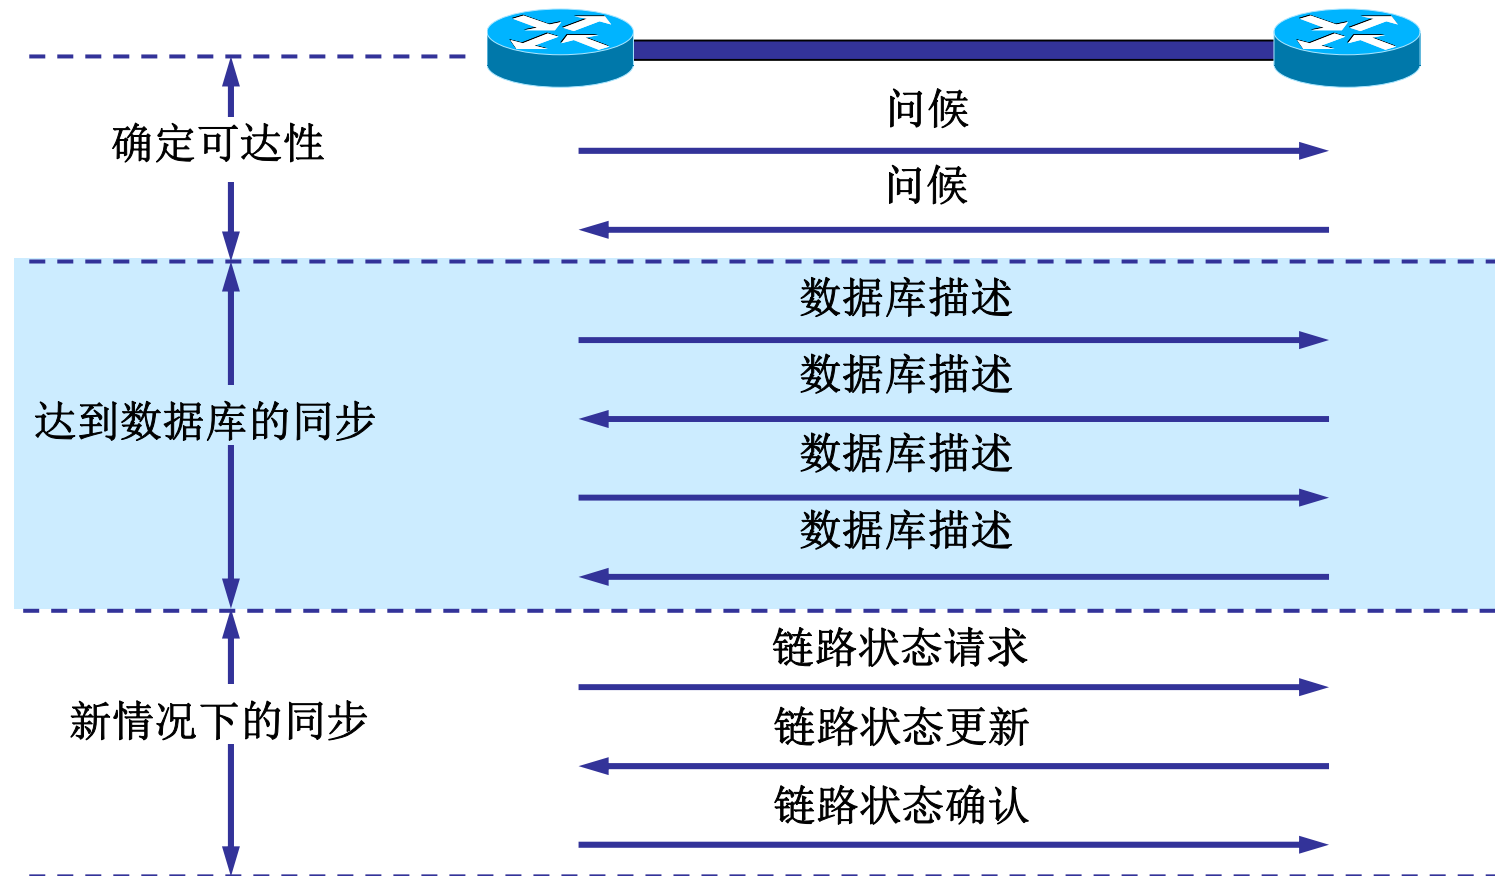 问候
确定可达性
问候
数据库描述
数据库描述
达到数据库的同步
数据库描述
数据库描述
链路状态请求
新情况下的同步
链路状态更新
链路状态确认